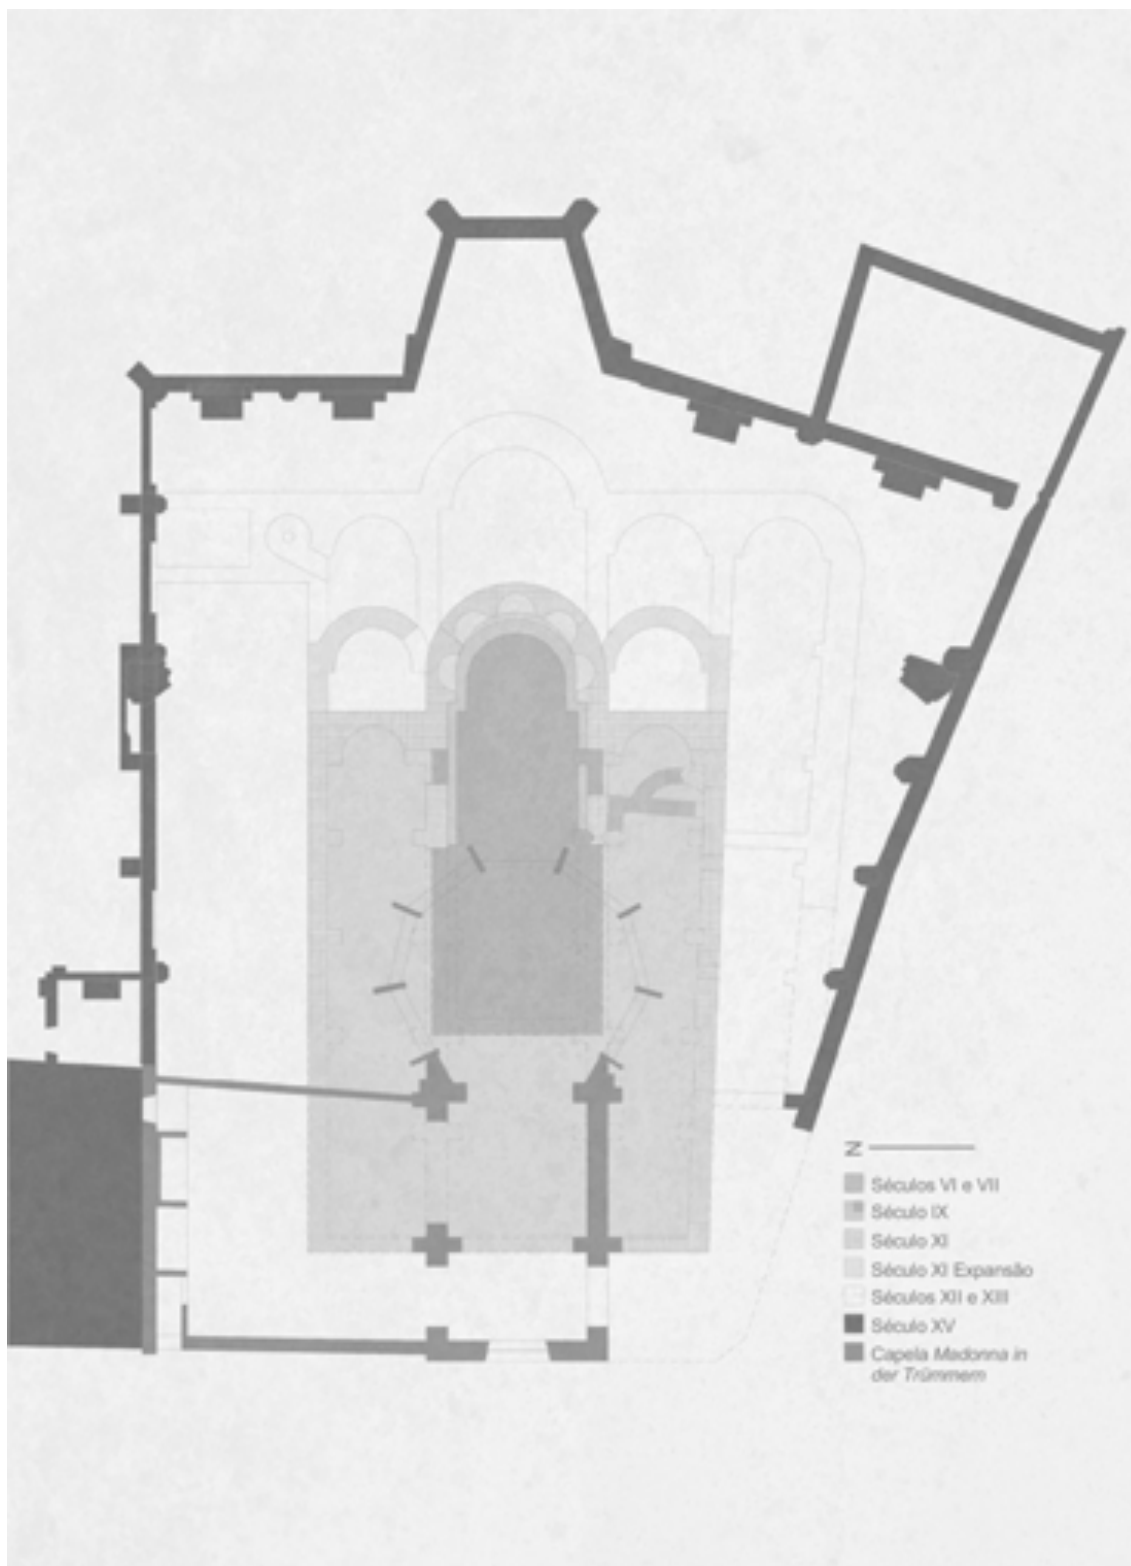 N
Séculos VI e VII
Século IX
Século XI
Século XI Expansão
Séculos XII e XIII
Século XV
Capela Madonna in
der Trümmern